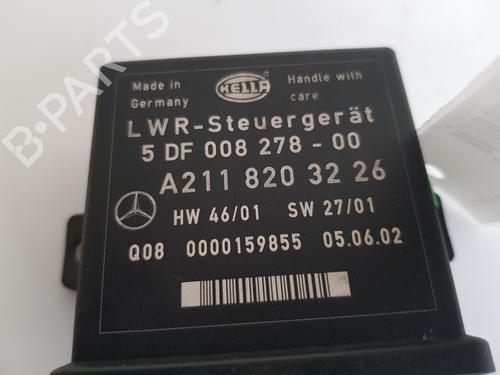 B-PARTS
Made in
Germany
HELLA
Handle with
care
LWR-Steuergerät
5 DF 008 278-00
A211 820 32 26
HW 46/01 SW 27/01
Q08 0000159855 05.06.02